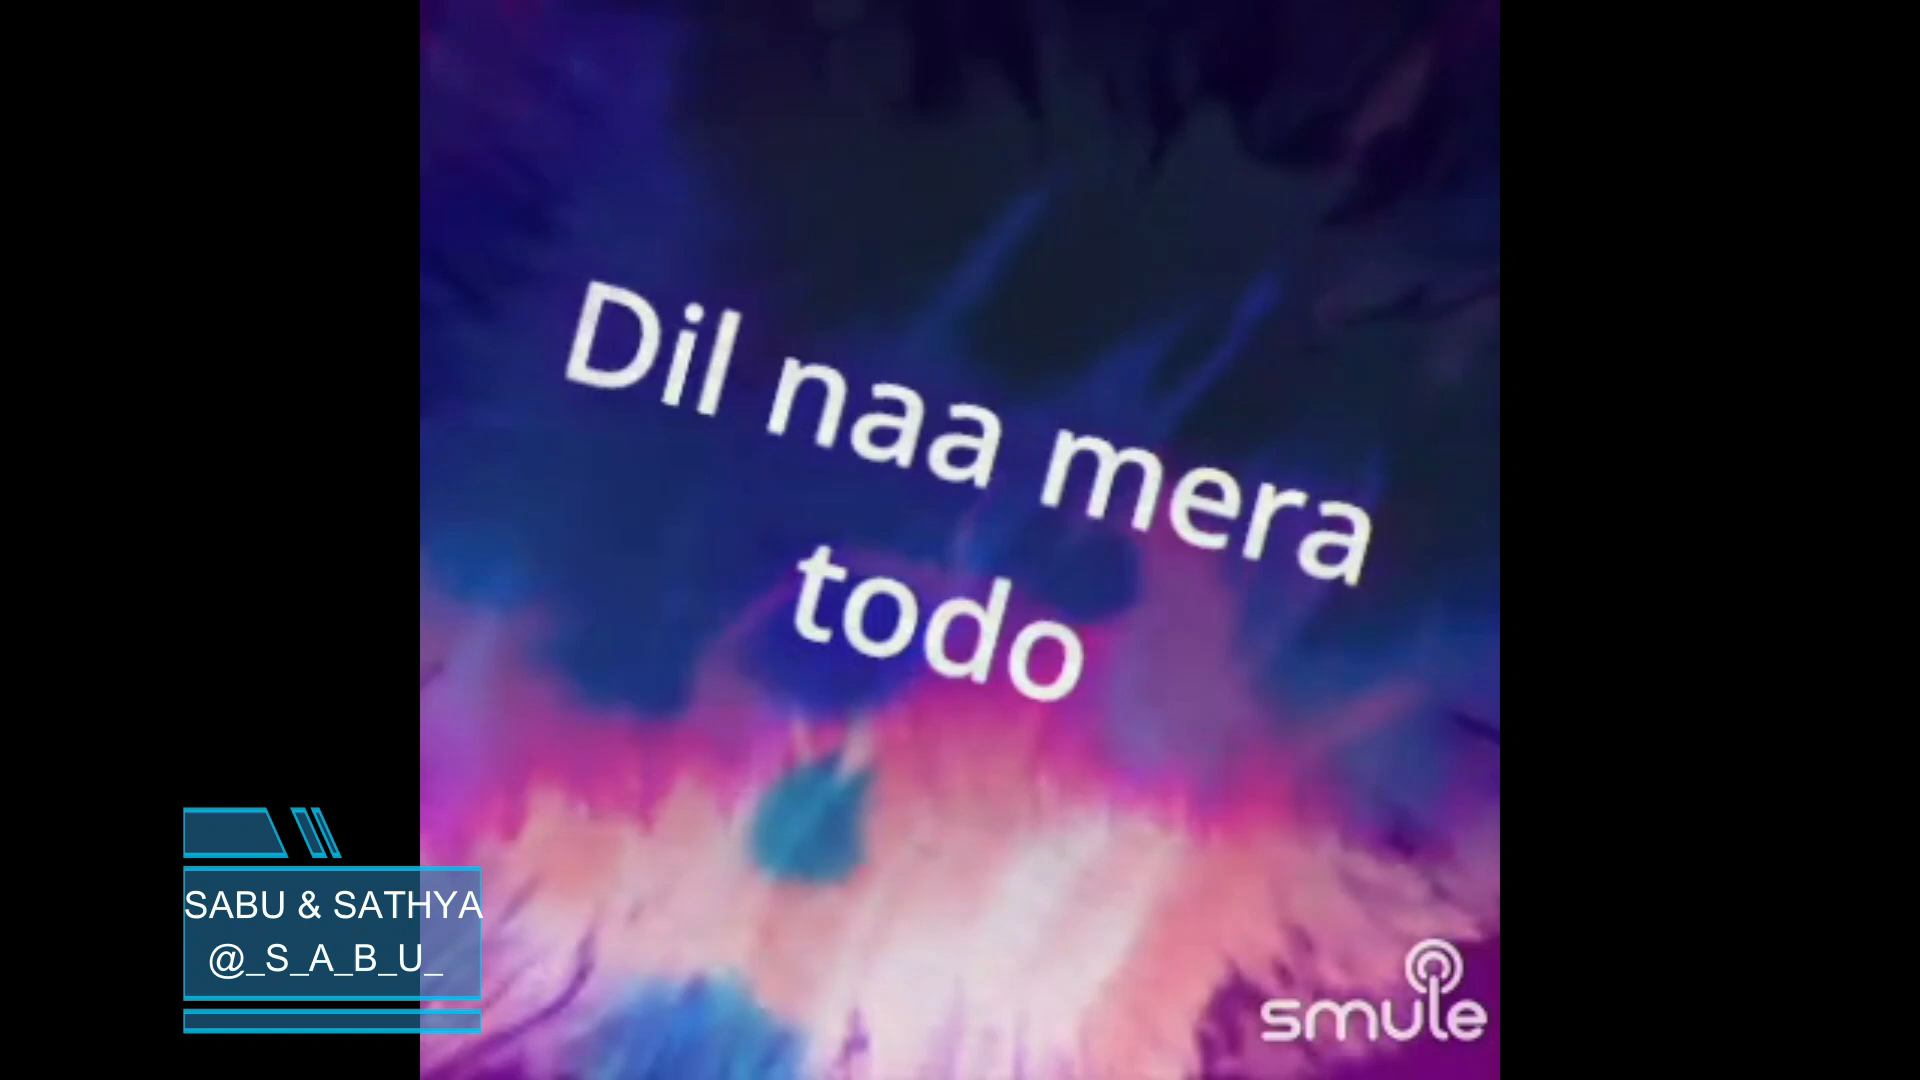 Dil naa mera
todo
SABU & SATHYA
@_S_A_B_U_
smule